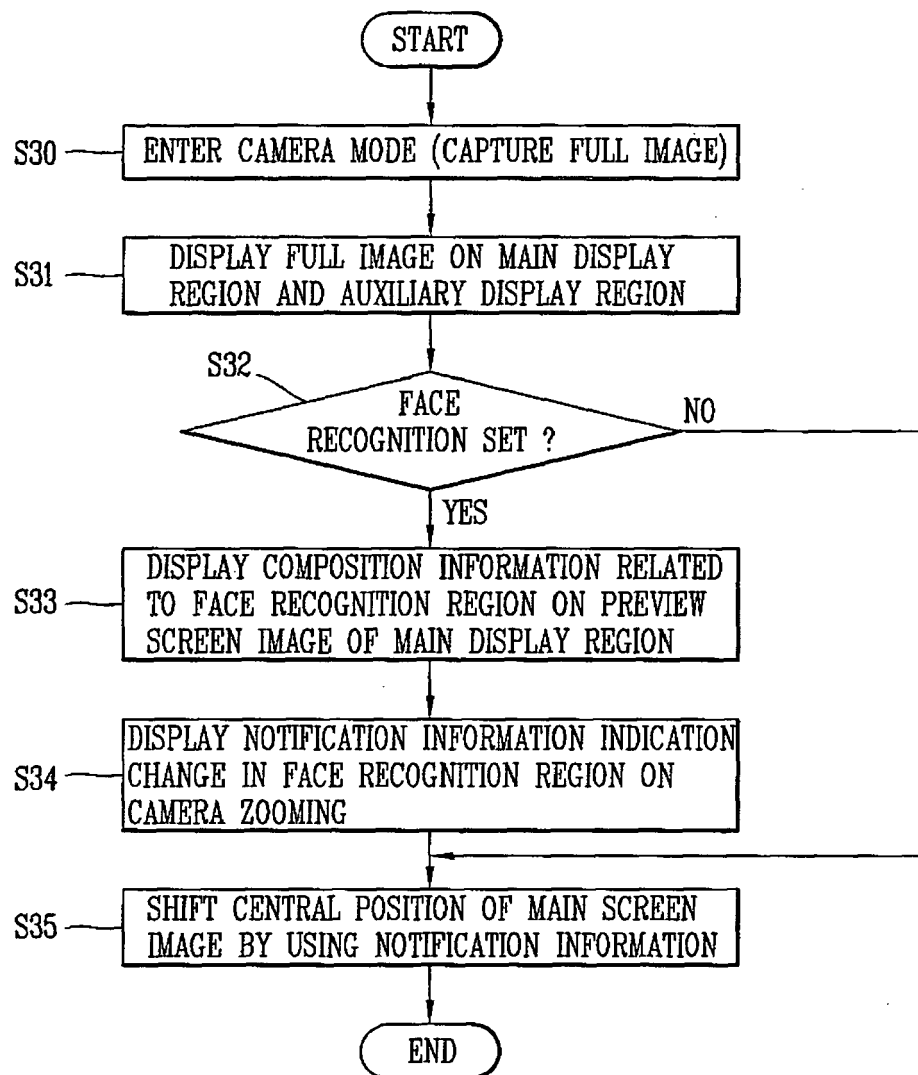 START
S30
ENTER CAMERA MODE (CAPTURE FULL IMAGE)
S31
DISPLAY FULL IMAGE ON MAIN DISPLAY
REGION AND AUXILIARY DISPLAY REGION
S32
FACE
RECOGNITION SET ?
NO
YES
S33
DISPLAY COMPOSITION INFORMATION RELATED
TO FACE RECOGNITION REGION ON PREVIEW
SCREEN IMAGE OF MAIN DISPLAY REGION
S34
DISPLAY NOTIFICATION INFORMATION INDICATION
CHANGE IN FACE RECOGNITION REGION ON
CAMERA ZOOMING
S35
SHIFT CENTRAL POSITION OF MAIN SCREEN
IMAGE BY USING NOTIFICATION INFORMATION
END